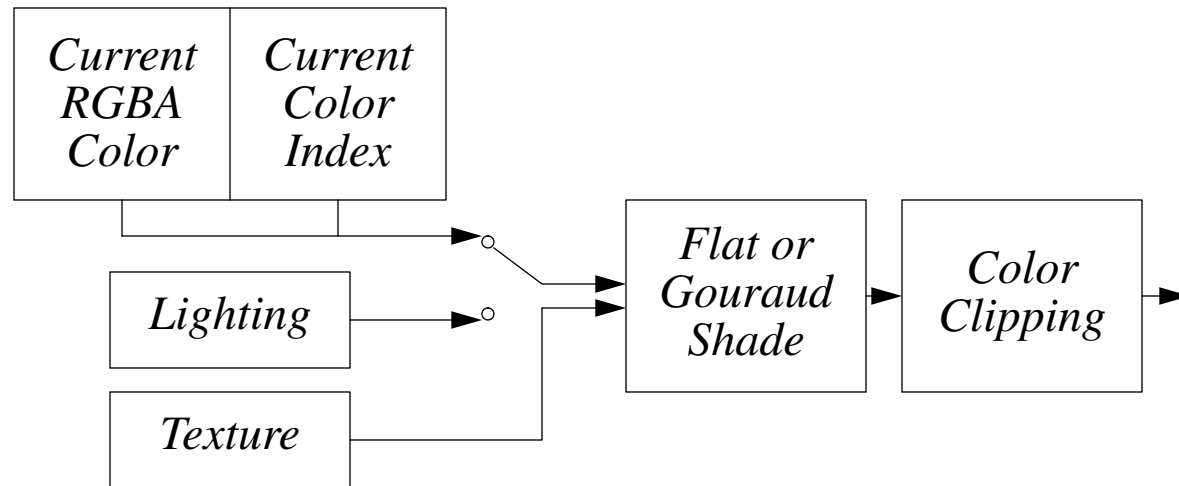 Current
RGBA
Color
Current
Color
Index
Lighting
Texture
Flat or
Gouraud
Shade
Color
Clipping